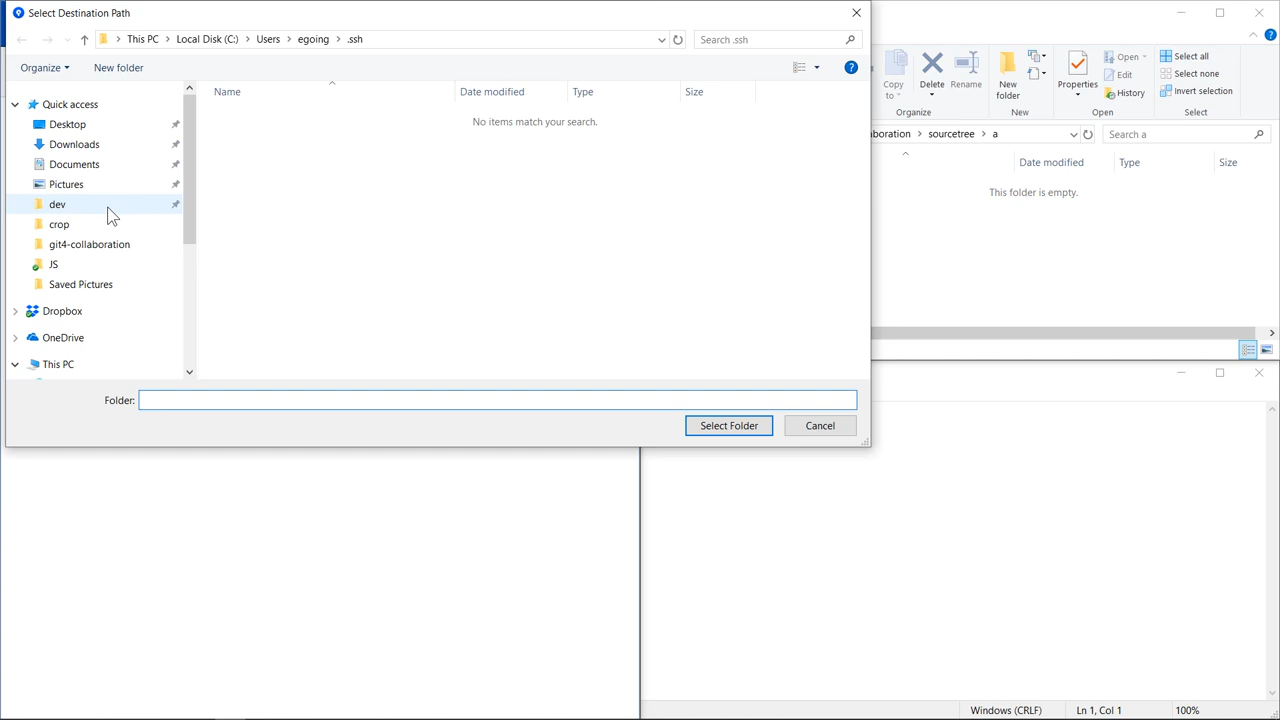 Select Destination Path
This PC > Local Disk (C:) > Users > egoing > .ssh
Search .ssh
Organize
New folder
Name
Date modified
Type
Size
No items match your search.
Quick access
Desktop
Downloads
Documents
Pictures
dev
crop
git4-collaboration
JS
Saved Pictures
Dropbox
OneDrive
This PC
Folder:
Select Folder
Cancel
Copy
to
Delete
Rename
New
folder
Properties
Open
Edit
History
Select all
Select none
Invert selection
Organize
New
Open
Select
aboration > sourcetree > a
Search a
Date modified
Type
Size
This folder is empty.
Windows (CRLF)
Ln 1, Col 1
100%